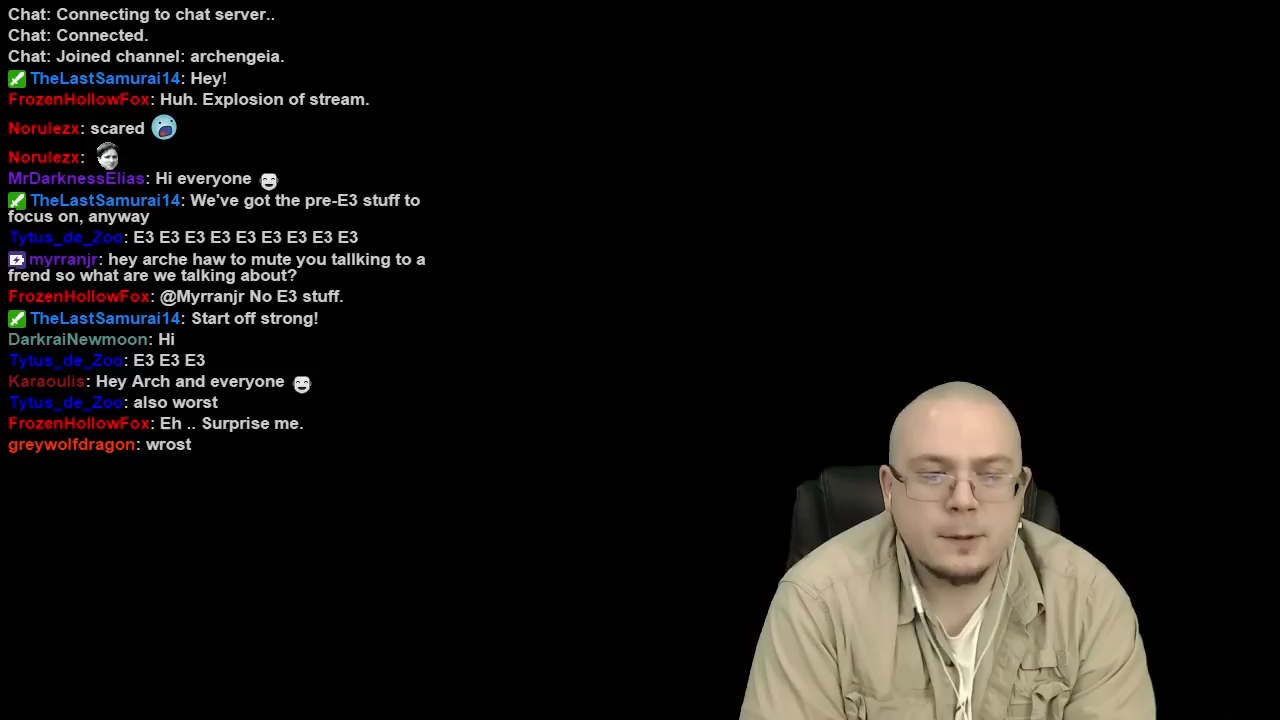 Chat: Connecting to chat server..
Chat: Connected.
Chat: Joined channel: archengeia.
TheLastSamurai14: Hey!
FrozenHollowFox: Huh. Explosion of stream.
Norulezx: scared
Norulezx:
MrDarknessElias: Hi everyone
TheLastSamurai14: We've got the pre-E3 stuff to
focus on, anyway
Tytus_de_Zoo: E3 E3 E3 E3 E3 E3 E3 E3 E3
myrranjr: hey arche haw to mute you tallking to a
frend so what are we talking about?
FrozenHollowFox: @Myrranjr No E3 stuff.
TheLastSamurai14: Start off strong!
DarkraiNewmoon: Hi
Tytus_de_Zoo: E3 E3 E3
Karaoulis: Hey Arch and everyone
Tytus_de_Zoo: also worst
FrozenHollowFox: Eh .. Surprise me.
greywolfdragon: wrost